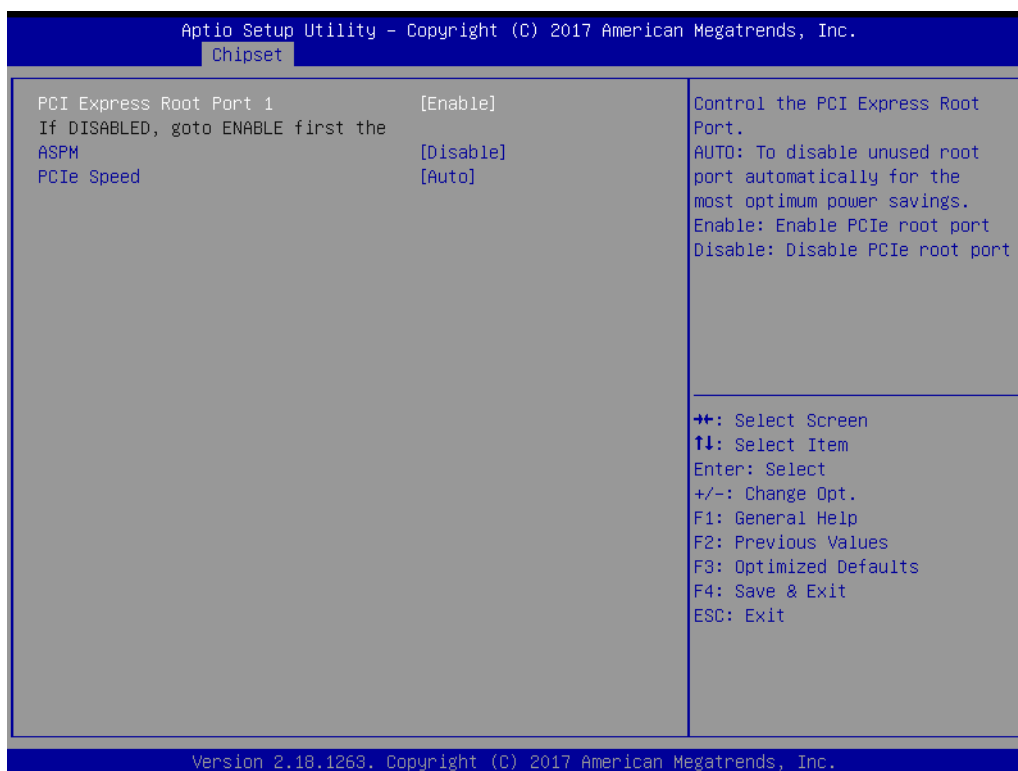 Aptio Setup Utility – Copyright (C) 2017 American Megatrends, Inc.
Chipset
PCI Express Root Port 1 [Enable]
If DISABLED, goto ENABLE first the
ASPM [Disable]
PCIe Speed [Auto]
Control the PCI Express Root
Port.
AUTO: To disable unused root
port automatically for the
most optimum power savings.
Enable: Enable PCIe root port
Disable: Disable PCIe root port
→←: Select Screen
↑↓: Select Item
Enter: Select
+/-: Change Opt.
F1: General Help
F2: Previous Values
F3: Optimized Defaults
F4: Save & Exit
ESC: Exit
Version 2.18.1263. Copyright (C) 2017 American Megatrends, Inc.